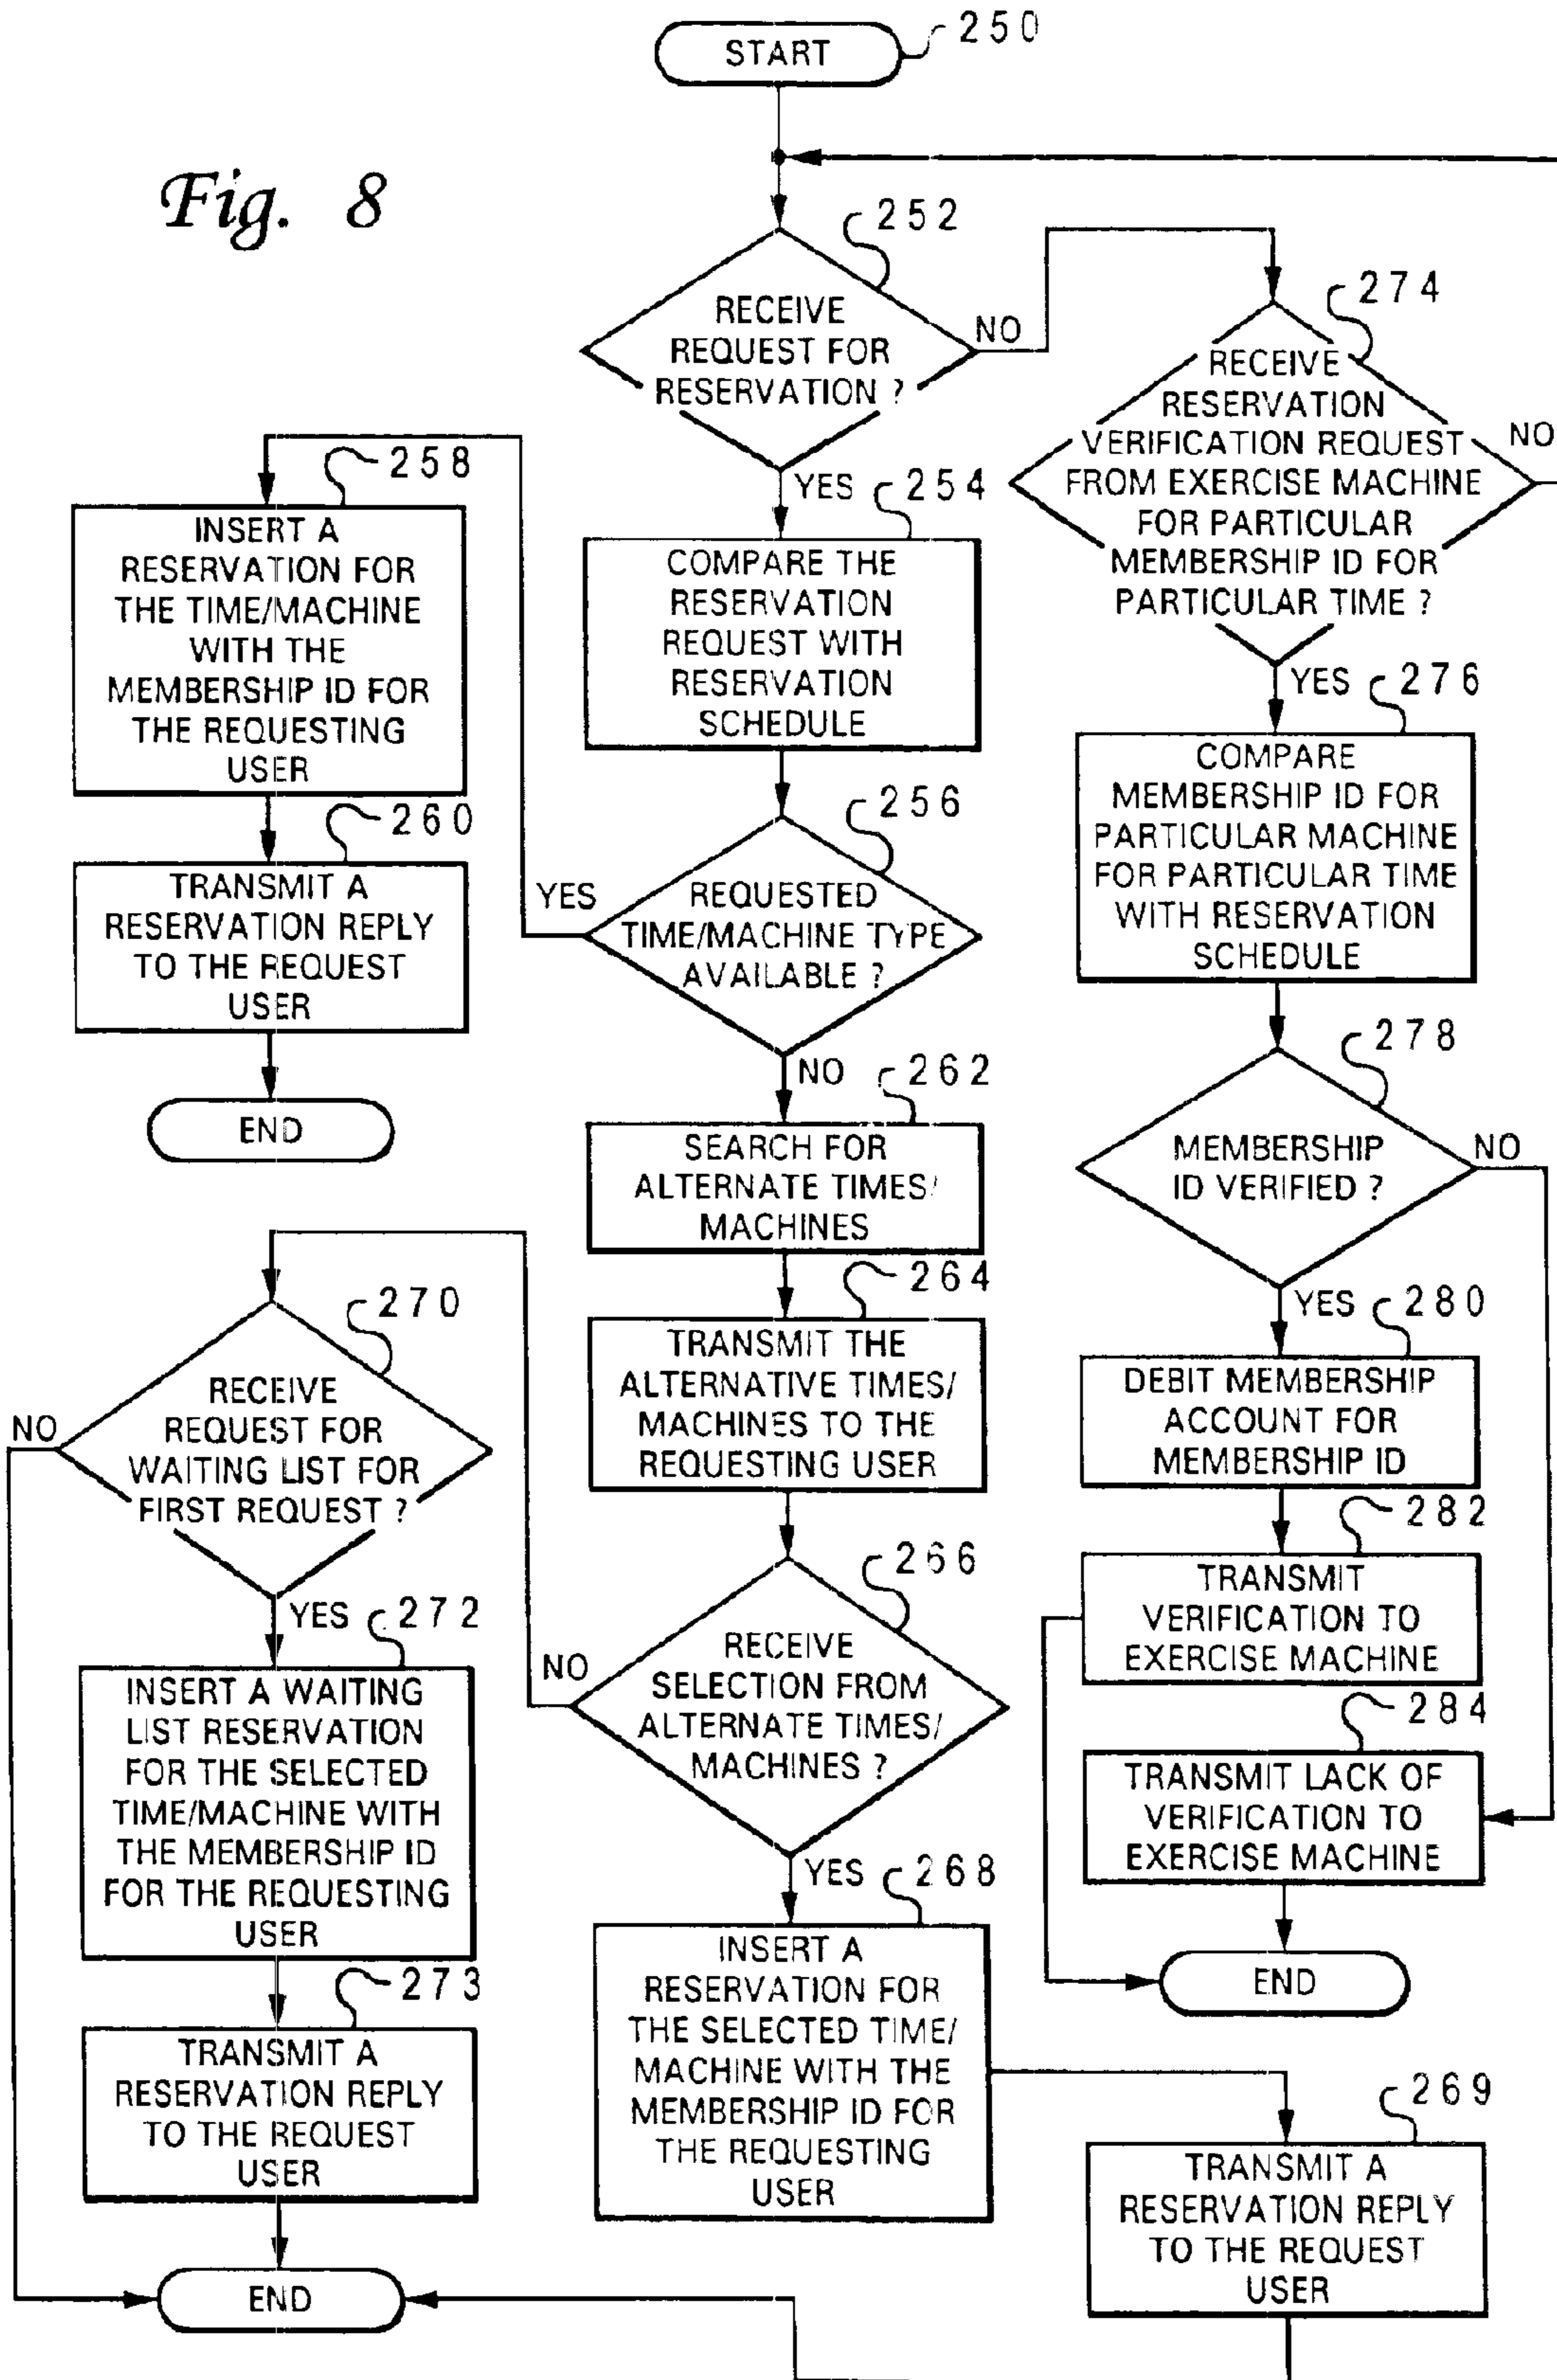 START
250
Fig. 8
252
RECEIVE
REQUEST FOR
RESERVATION ?
NO
YES
274
RECEIVE
RESERVATION
VERIFICATION REQUEST
FROM EXERCISE MACHINE
FOR PARTICULAR
MEMBERSHIP ID FOR
PARTICULAR TIME ?
NO
YES
258
INSERT A
RESERVATION FOR
THE TIME/MACHINE
WITH THE
MEMBERSHIP ID FOR
THE REQUESTING
USER
254
COMPARE THE
RESERVATION
REQUEST WITH
RESERVATION
SCHEDULE
276
COMPARE
MEMBERSHIP ID FOR
PARTICULAR MACHINE
FOR PARTICULAR TIME
WITH RESERVATION
SCHEDULE
260
TRANSMIT A
RESERVATION REPLY
TO THE REQUEST
USER
END
256
YES
REQUESTED
TIME/MACHINE TYPE
AVAILABLE ?
NO
278
MEMBERSHIP
ID VERIFIED ?
NO
YES
262
SEARCH FOR
ALTERNATE TIMES/
MACHINES
264
TRANSMIT THE
ALTERNATIVE TIMES/
MACHINES TO THE
REQUESTING USER
280
DEBIT MEMBERSHIP
ACCOUNT FOR
MEMBERSHIP ID
270
NO
RECEIVE
REQUEST FOR
WAITING LIST FOR
FIRST REQUEST ?
YES
266
NO
RECEIVE
SELECTION FROM
ALTERNATE TIMES/
MACHINES ?
YES
282
TRANSMIT
VERIFICATION TO
EXERCISE MACHINE
284
TRANSMIT LACK OF
VERIFICATION TO
EXERCISE MACHINE
END
272
INSERT A WAITING
LIST RESERVATION
FOR THE SELECTED
TIME/MACHINE WITH
THE MEMBERSHIP ID
FOR THE REQUESTING
USER
268
INSERT A
RESERVATION FOR
THE SELECTED TIME/
MACHINE WITH THE
MEMBERSHIP ID FOR
THE REQUESTING
USER
273
TRANSMIT A
RESERVATION REPLY
TO THE REQUEST
USER
269
TRANSMIT A
RESERVATION REPLY
TO THE REQUEST
USER
END